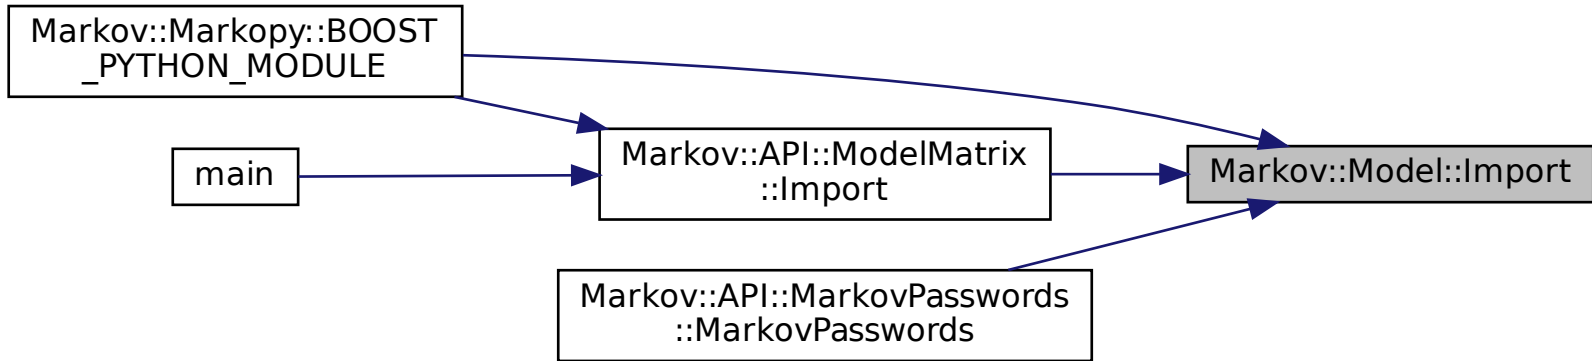 Markov::Markopy::BOOST
_PYTHON_MODULE
main
Markov::API::ModelMatrix
::Import
Markov::Model::Import
Markov::API::MarkovPasswords
::MarkovPasswords